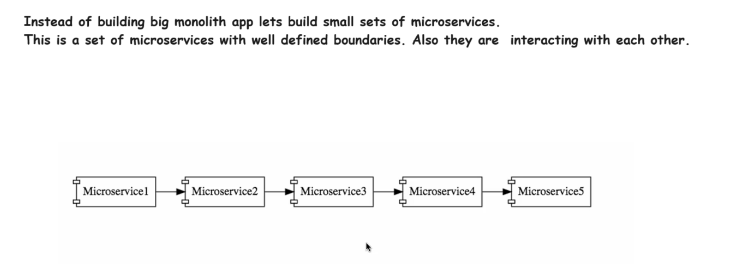 Instead of building big monolith app lets build small sets of microservices.
This is a set of microservices with well defined boundaries. Also they are interacting with each other.
Microservice1 Microservice2 Microservice3 Microservice4 Microservice5